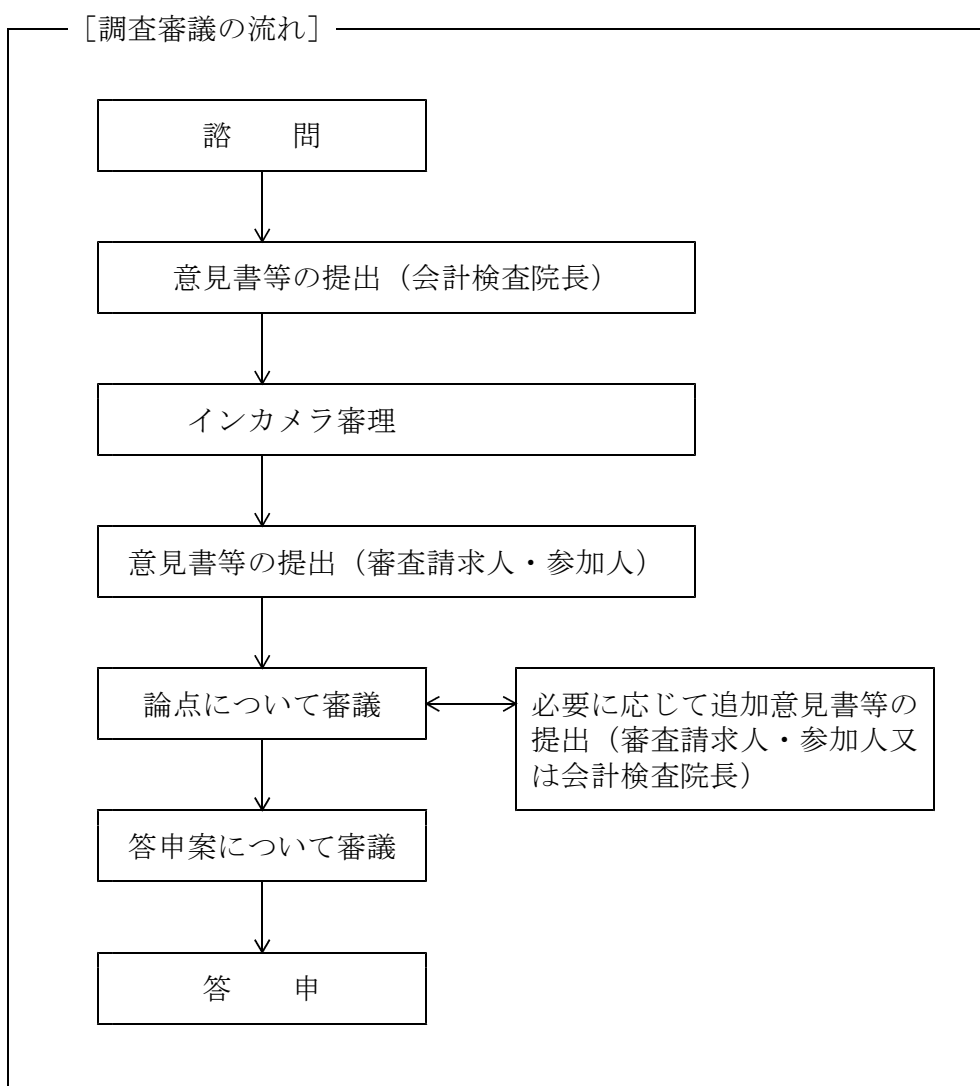 ［調査審議の流れ］
諮　　問
意見書等の提出（会計検査院長）
インカメラ審理
意見書等の提出（審査請求人・参加人）
論点について審議
必要に応じて追加意見書等の
提出（審査請求人・参加人又
は会計検査院長）
答申案について審議
答　　申